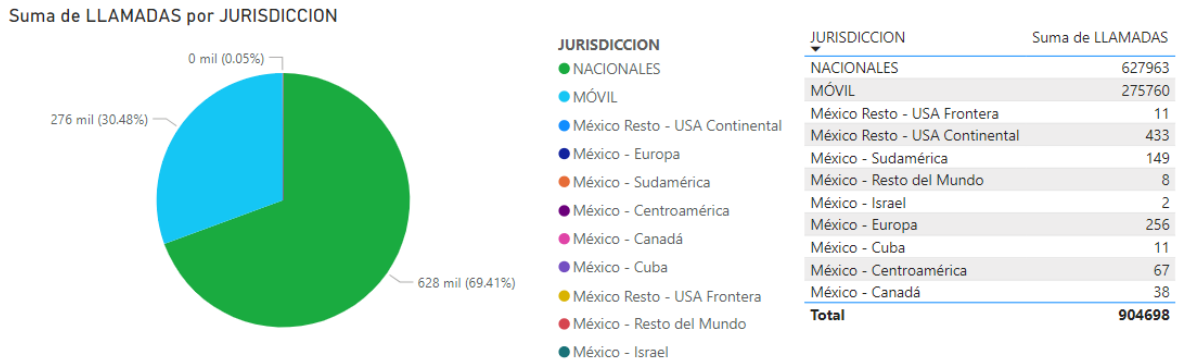 Suma de LLAMADAS por JURISDICCION
0 mil (0.05%)
276 mil (30.48%)
628 mil (69.41%)
JURISDICCION
NACIONALES
MÓVIL
México Resto - USA Continental
México - Europa
México - Sudamérica
México - Centroamérica
México - Canadá
México - Cuba
México Resto - USA Frontera
México - Resto del Mundo
México - Israel
JURISDICCION Suma de LLAMADAS
NACIONALES 627963
MÓVIL 275760
México Resto - USA Frontera 11
México Resto - USA Continental 433
México - Sudamérica 149
México - Resto del Mundo 8
México - Israel 2
México - Europa 256
México - Cuba 11
México - Centroamérica 67
México - Canadá 38
Total 904698